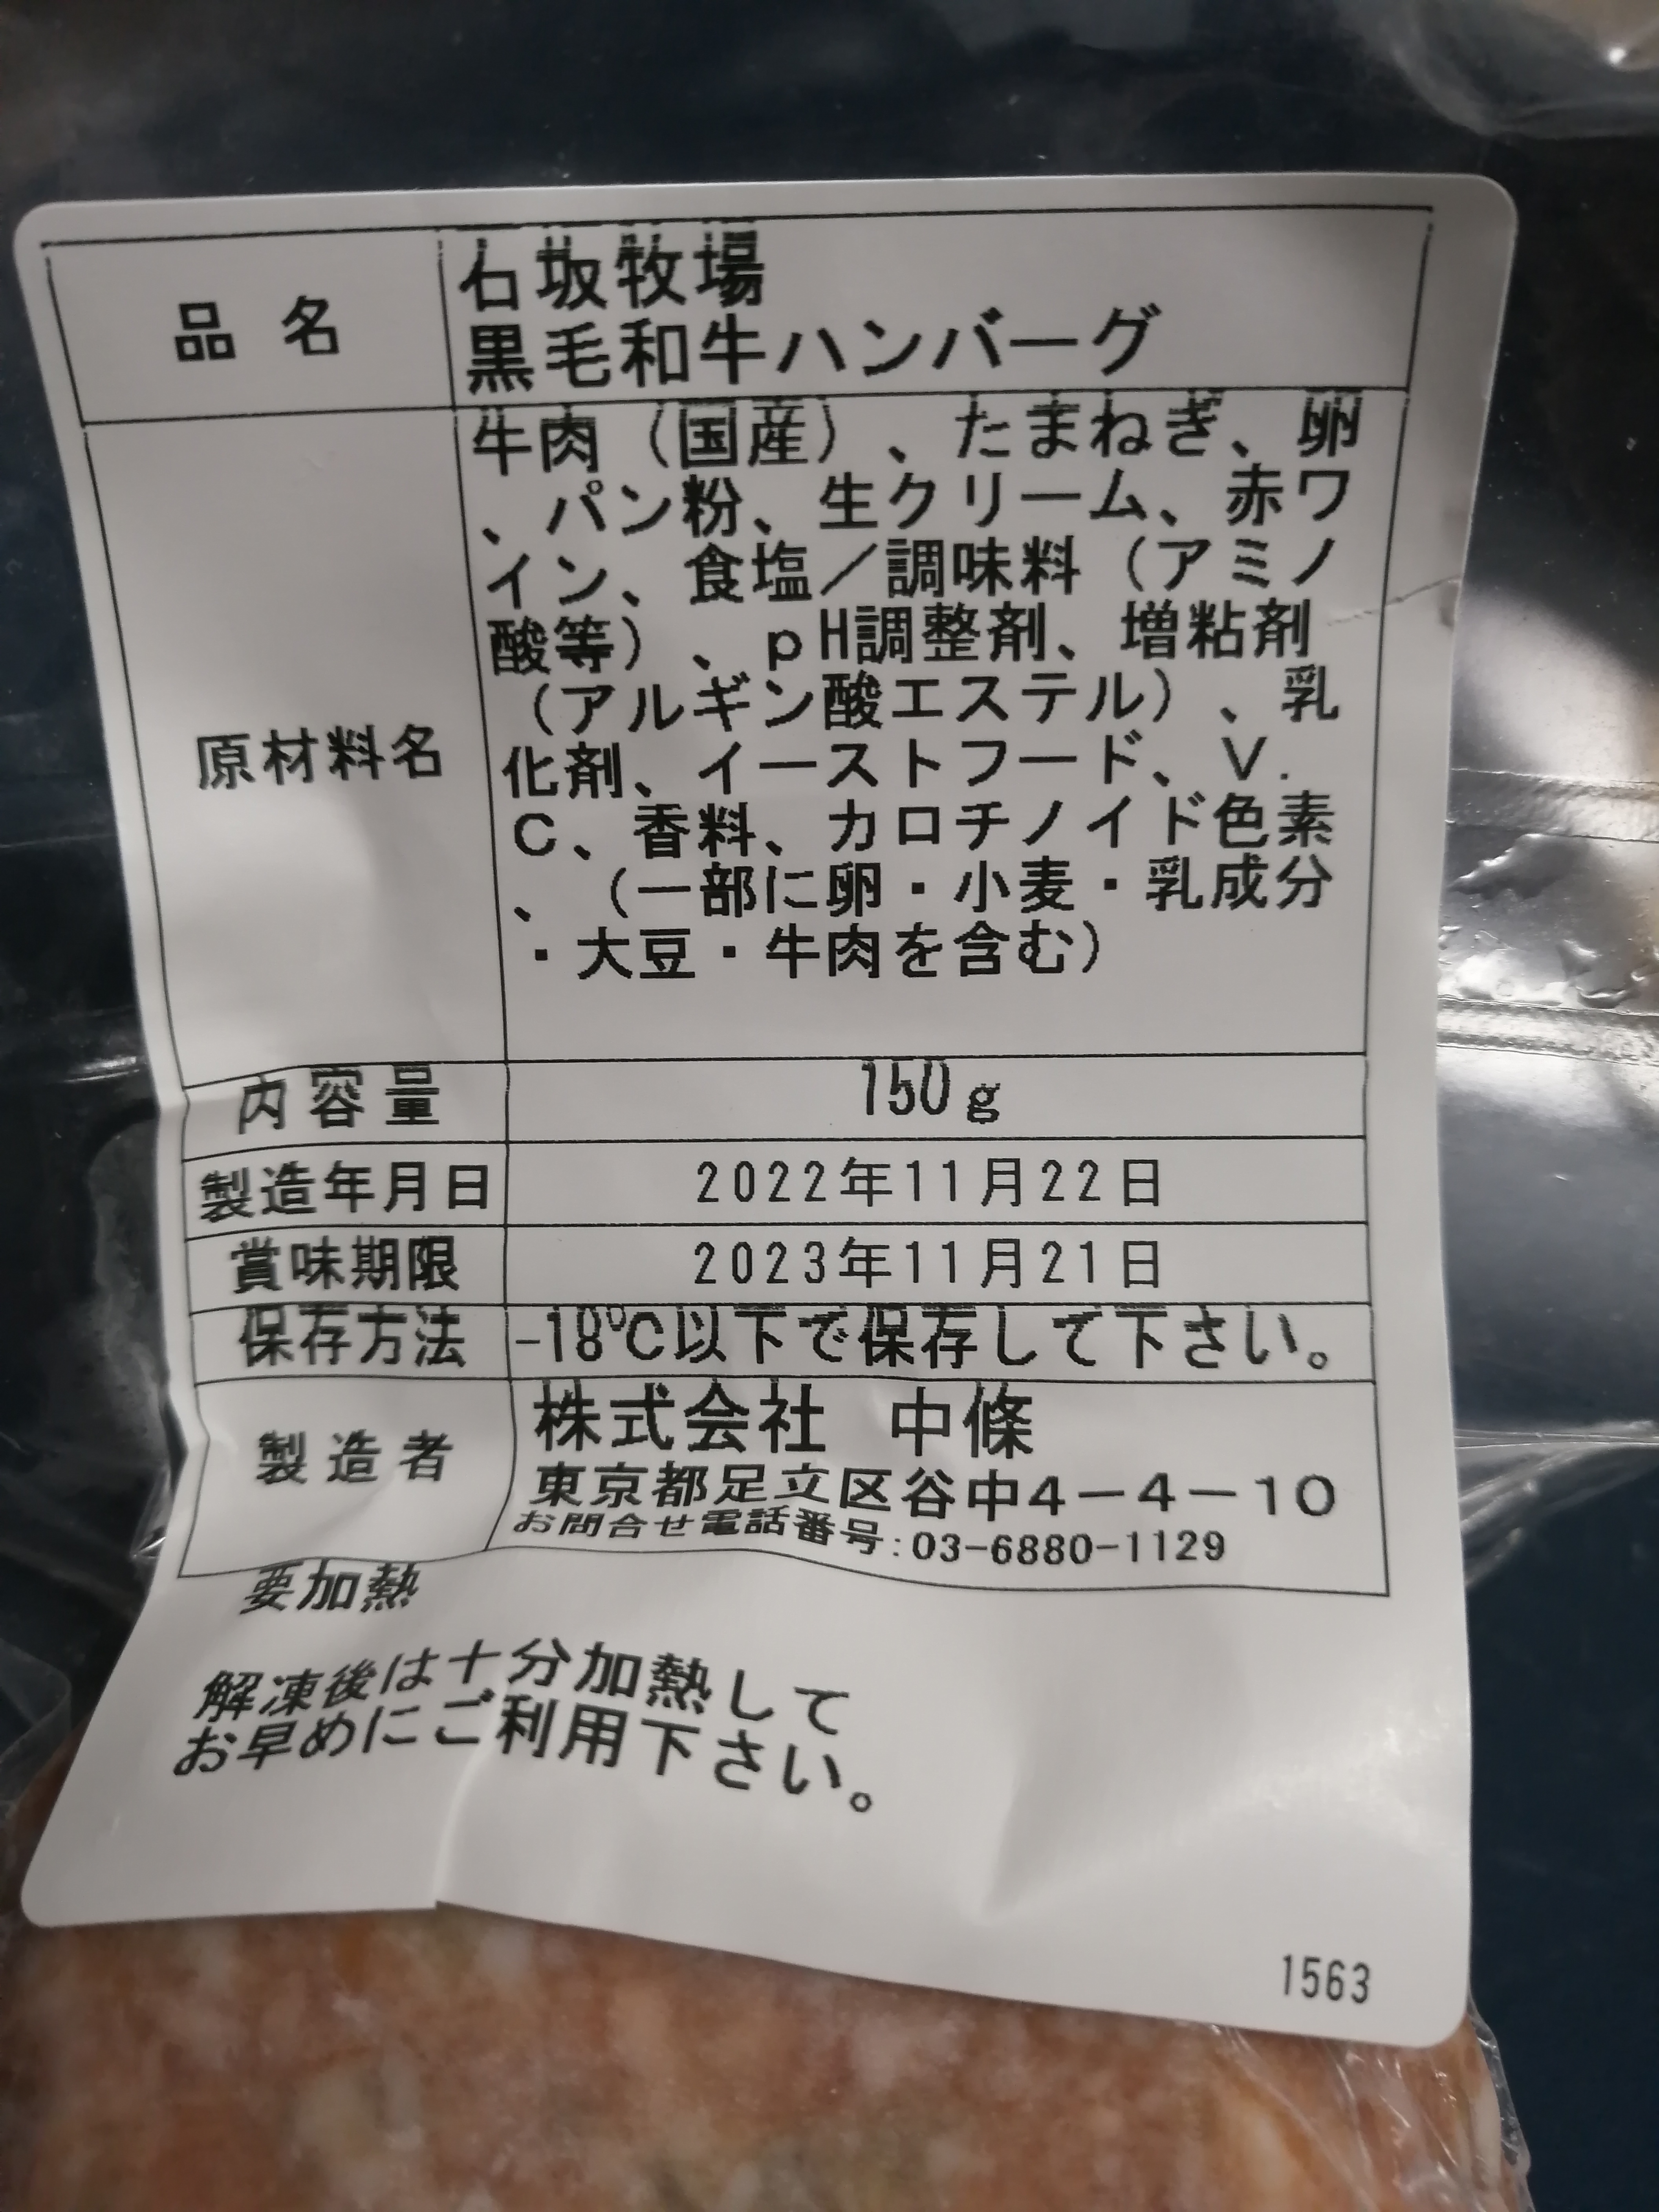 品名
石坂牧場
黒毛和牛ハンバーグ
原材料名
牛肉（国産）、たまねぎ、卵
、パン粉、生クリーム、赤ワ
イン、食塩／調味料（アミノ
酸等）、pH調整剤、増粘剤
（アルギン酸エステル）、乳
化剤、イーストフード、V．
C、香料、カロチノイド色素
、（一部に卵・小麦・乳成分
・大豆・牛肉を含む）
内容量 150g
製造年月日 2022年11月22日
賞味期限 2023年11月21日
保存方法 -18℃以下で保存して下さい。
製造者
株式会社 中條
東京都足立区谷中4－4－10
お問合せ電話番号:03-6880-1129
要加熱
解凍後は十分加熱して
お早めにご利用下さい。
1563